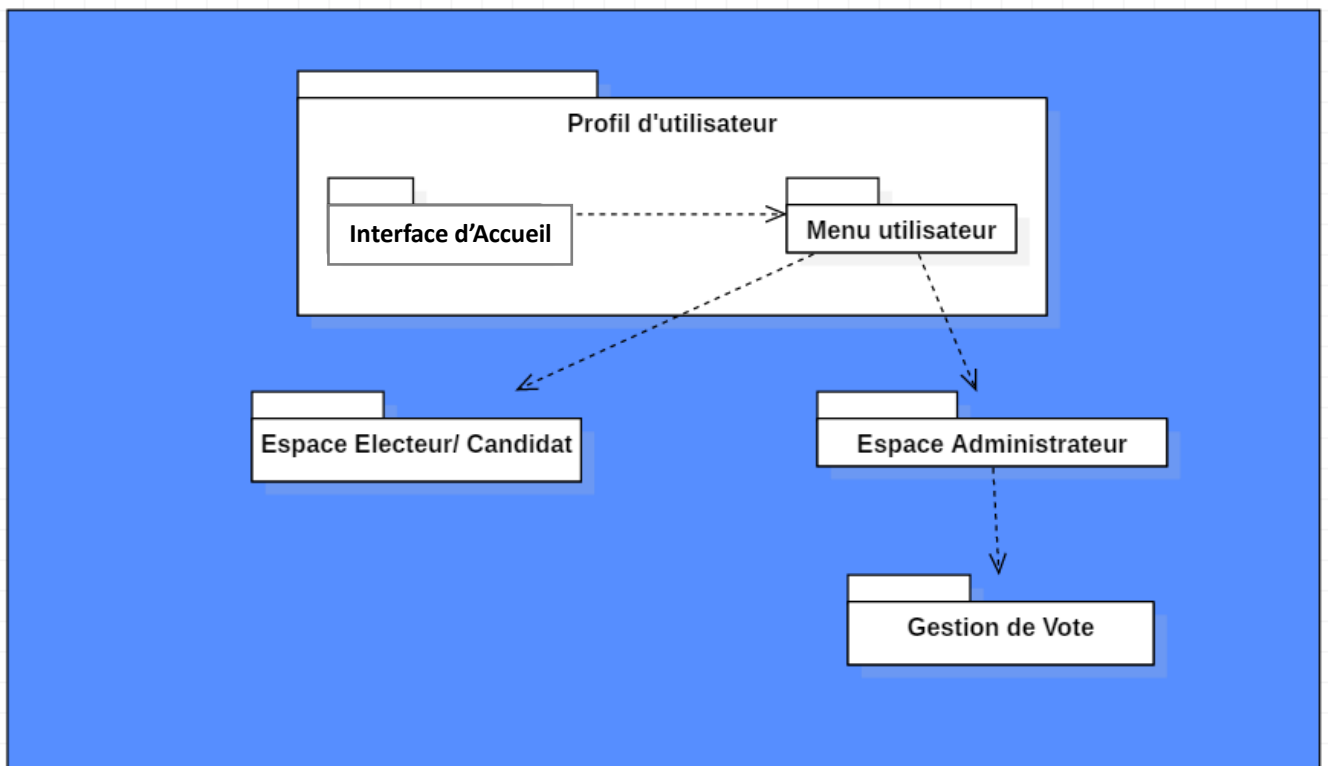 Profil d'utilisateur
Interface d’Accueil
Menu utilisateur
Espace Electeur/ Candidat
Espace Administrateur
Gestion de Vote